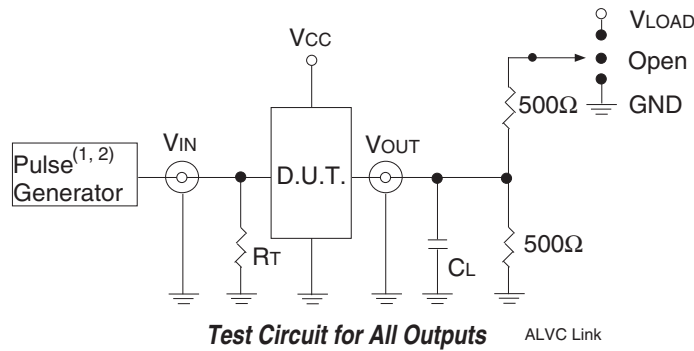 VLOAD
VCC
Open
500Ω
GND
VIN
VOUT
Pulse(1, 2)
Generator
D.U.T.
RT
CL
500Ω
Test Circuit for All Outputs
ALVC Link